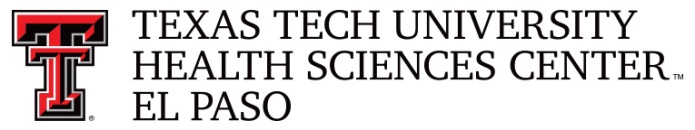 TEXAS TECH UNIVERSITY
HEALTH SCIENCES CENTER™
EL PASO